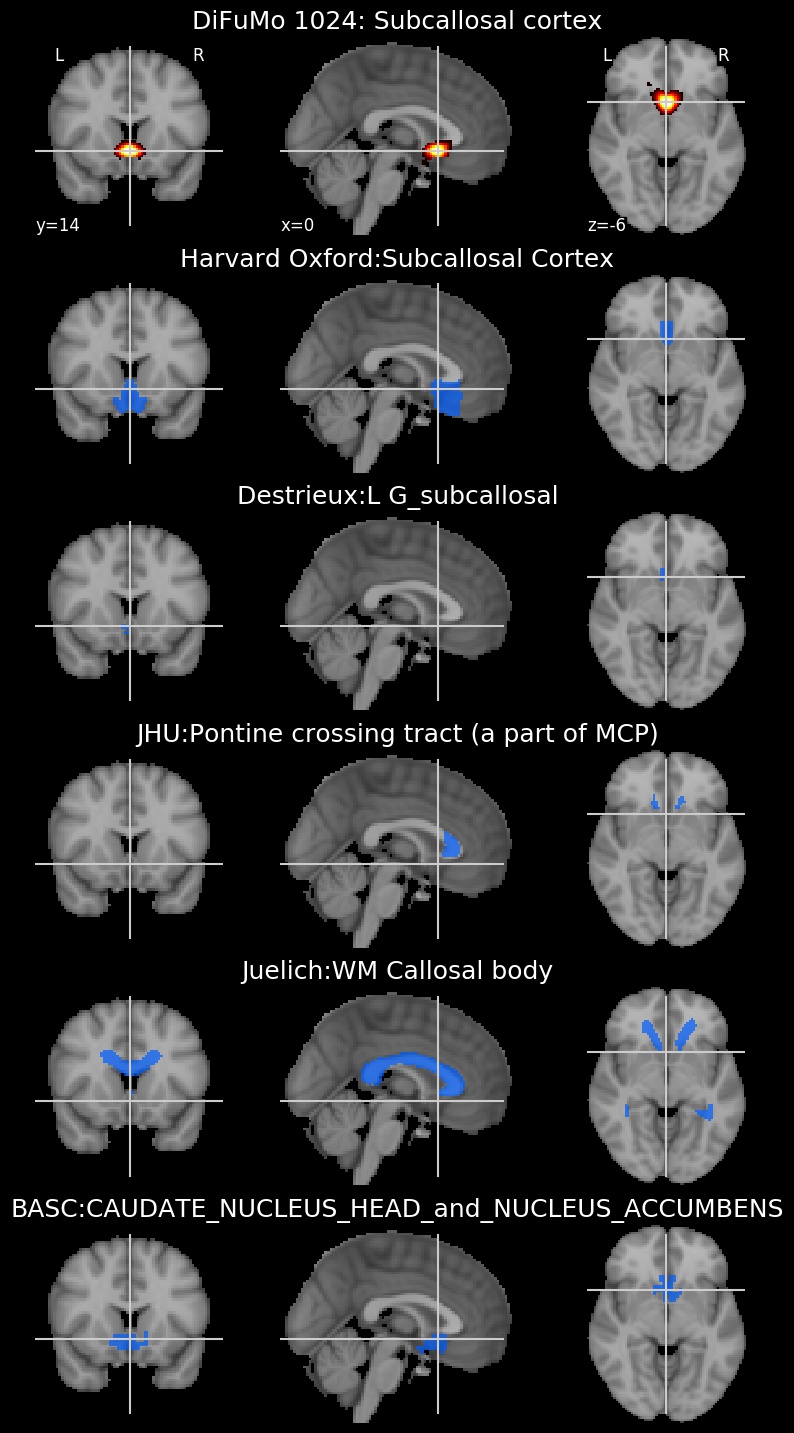 DiFuMo 1024: Subcallosal cortex
L R L R
y=14 x=0 z=-6
Harvard Oxford:Subcallosal Cortex
Destrieux:L G_subcallosal
JHU:Pontine crossing tract (a part of MCP)
Juelich:WM Callosal body
BASC:CAUDATE_NUCLEUS_HEAD_and_NUCLEUS_ACCUMBENS